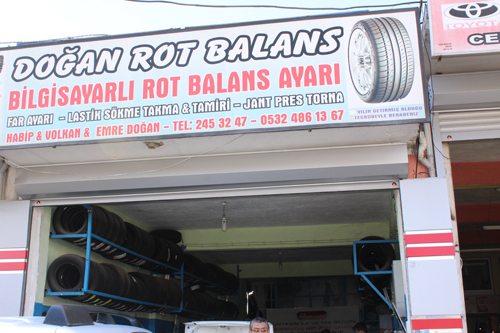 DOĞAN ROT BALANS
BİLGİSAYARLI ROT BALANS AYARI
FAR AYARI - LASTİK SÖKME TAKMA & TAMİRİ - JANT PRES TORNA
HABİP & VOLKAN & EMRE DOĞAN - TEL: 245 32 47 - 0532 486 13 67
TOYOTA
CE